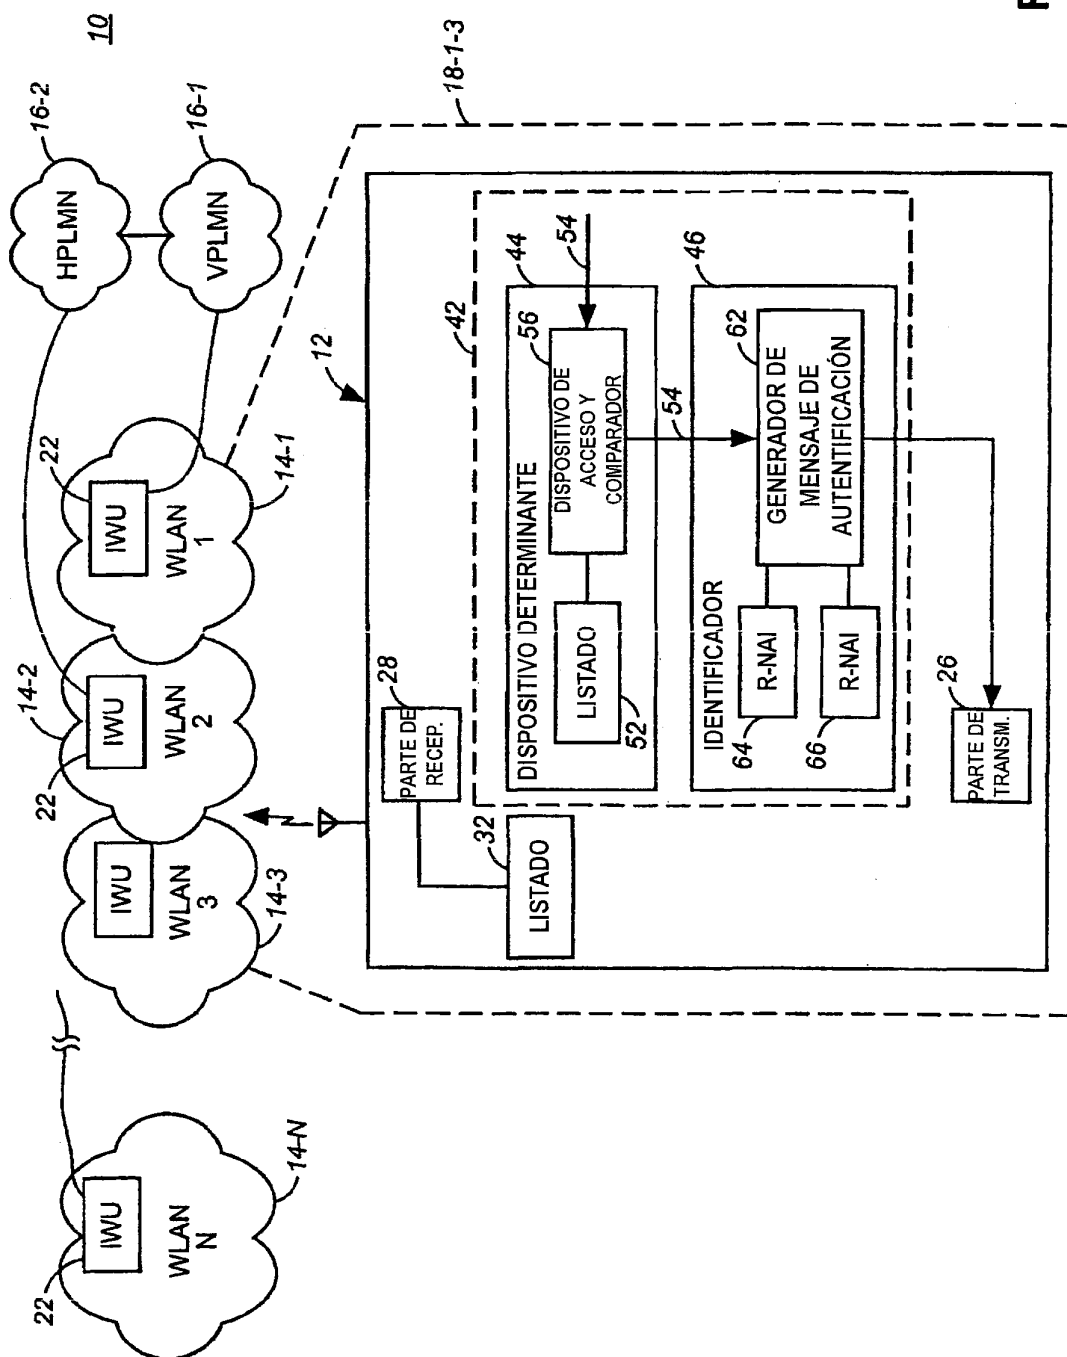 16-2
HPLMN
16-1
VPLMN
10
22
IWU
WLAN
N
14-N
IWU
WLAN
3
14-3
14-2
22
IWU
WLAN
2
22
IWU
WLAN
1
14-1
12
18-1-3
28
PARTE DE
RECEP.
32
LISTADO
42
44
DISPOSITIVO DETERMINANTE
LISTADO
52
56
DISPOSITIVO DE
ACCESO Y
COMPARADOR
54
54
46
IDENTIFICADOR
64
R-NAI
66
R-NAI
62
GENERADOR DE
MENSAJE DE
AUTENTIFICACIÓN
26
PARTE DE
TRANSM.